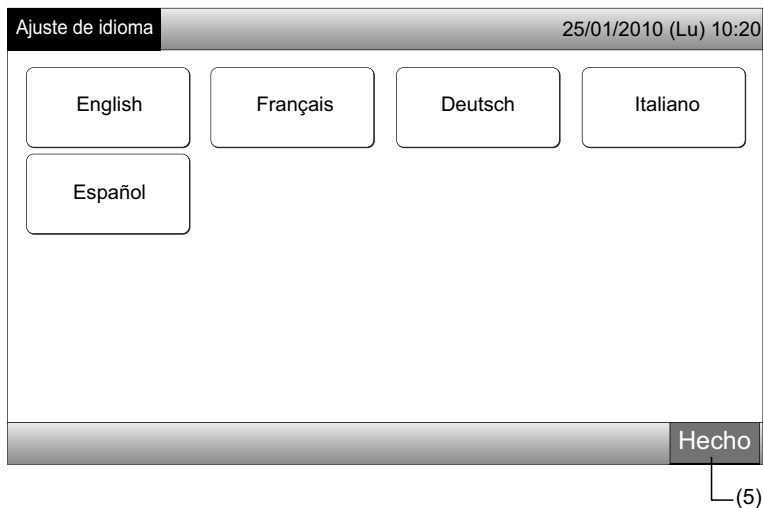 Ajuste de idioma 25/01/2010 (Lu) 10:20
English Français Deutsch Italiano
Español
Hecho
(5)